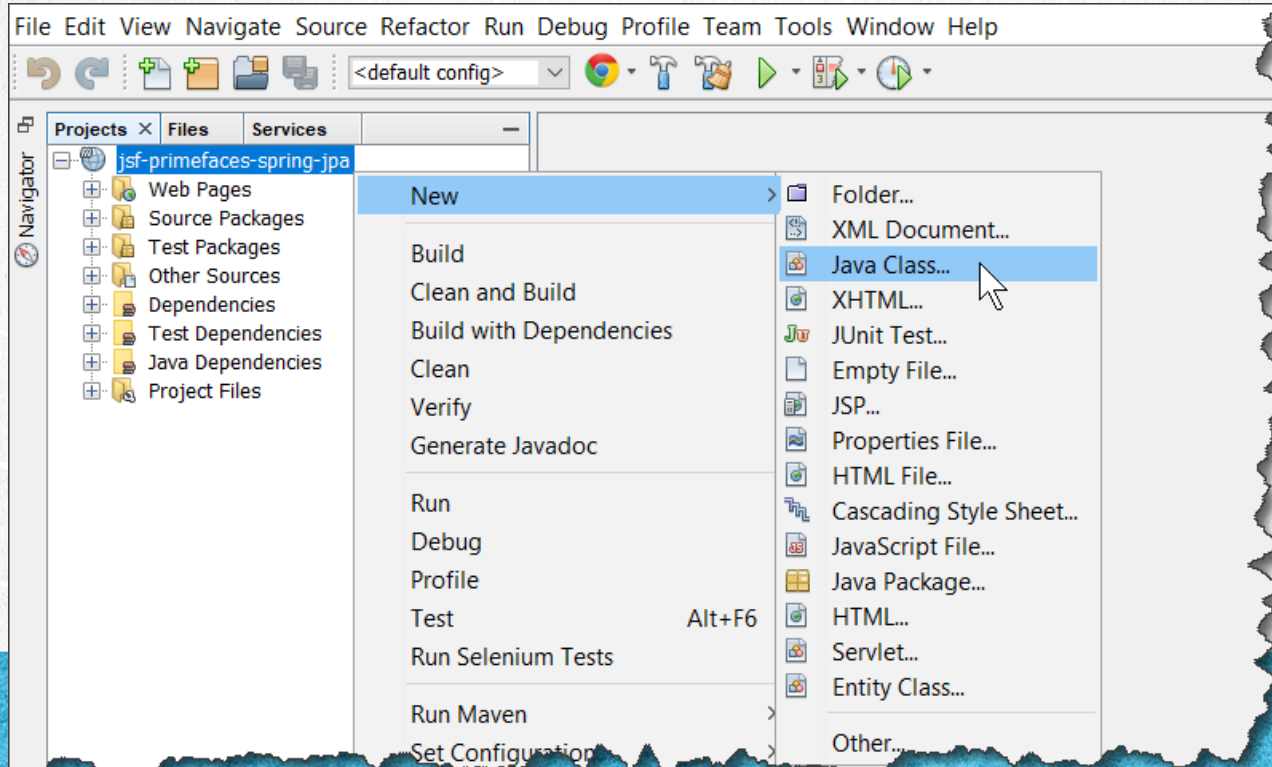 File Edit View Navigate Source Refactor Run Debug Profile Team Tools Window Help
<default config>
Projects Files Services
Navigator
jsf-primefaces-spring-jpa
Web Pages
Source Packages
Test Packages
Other Sources
Dependencies
Test Dependencies
Java Dependencies
Project Files
New
Build
Clean and Build
Build with Dependencies
Clean
Verify
Generate Javadoc
Run
Debug
Profile
Test Alt+F6
Run Selenium Tests
Run Maven
Set Configuration
Folder...
XML Document...
Java Class...
XHTML...
JUnit Test...
Empty File...
JSP...
Properties File...
HTML File...
Cascading Style Sheet...
JavaScript File...
Java Package...
HTML...
Servlet...
Entity Class...
Other...